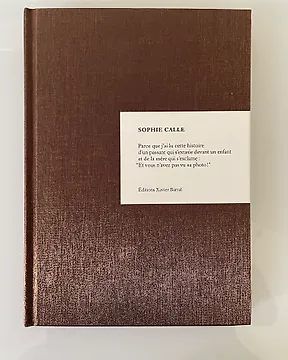 SOPHIE CALLE
Parce que j'ai lu cette histoire
d'un passant qui s'extasie devant un enfant
et de la mère qui s'exclame :
"Et vous n'avez pas vu sa photo !"
Éditions Xavier Barral